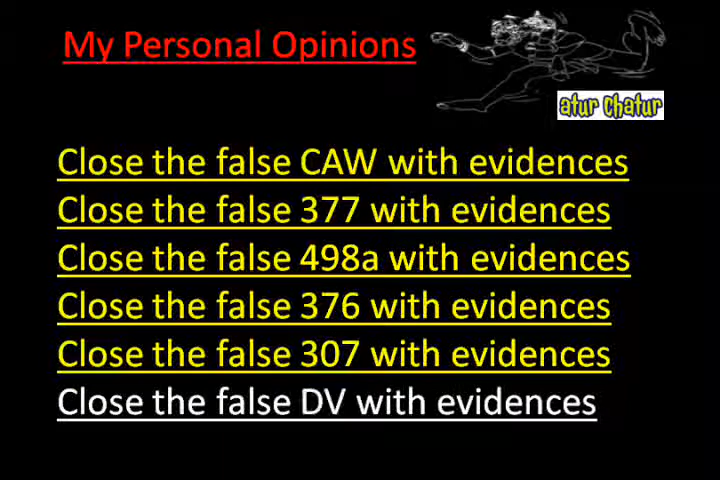 My Personal Opinions
atur chatur
Close the false CAW with evidences
Close the false 377 with evidences
Close the false 498a with evidences
Close the false 376 with evidences
Close the false 307 with evidences
Close the false DV with evidences